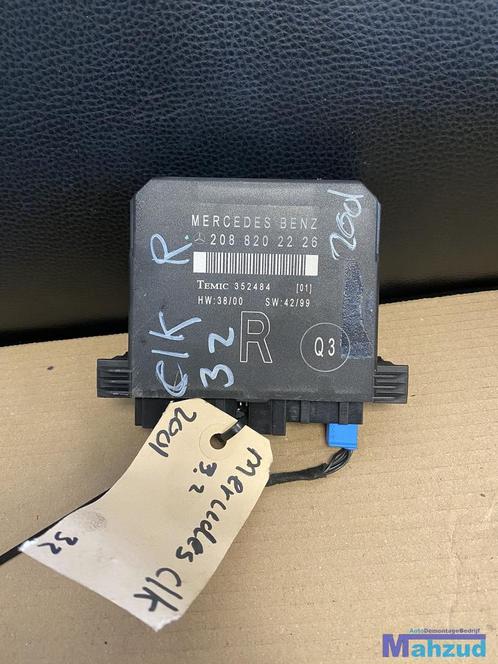 MERCEDES BENZ
208 820 22 26
TEMIC 352484 [01]
HW:38/00 SW:42/99
R
Q3
R.
Clk
32
2001
mercedes clk
3.2
2001
32
AutoDemontageBedrijf
Mahzud